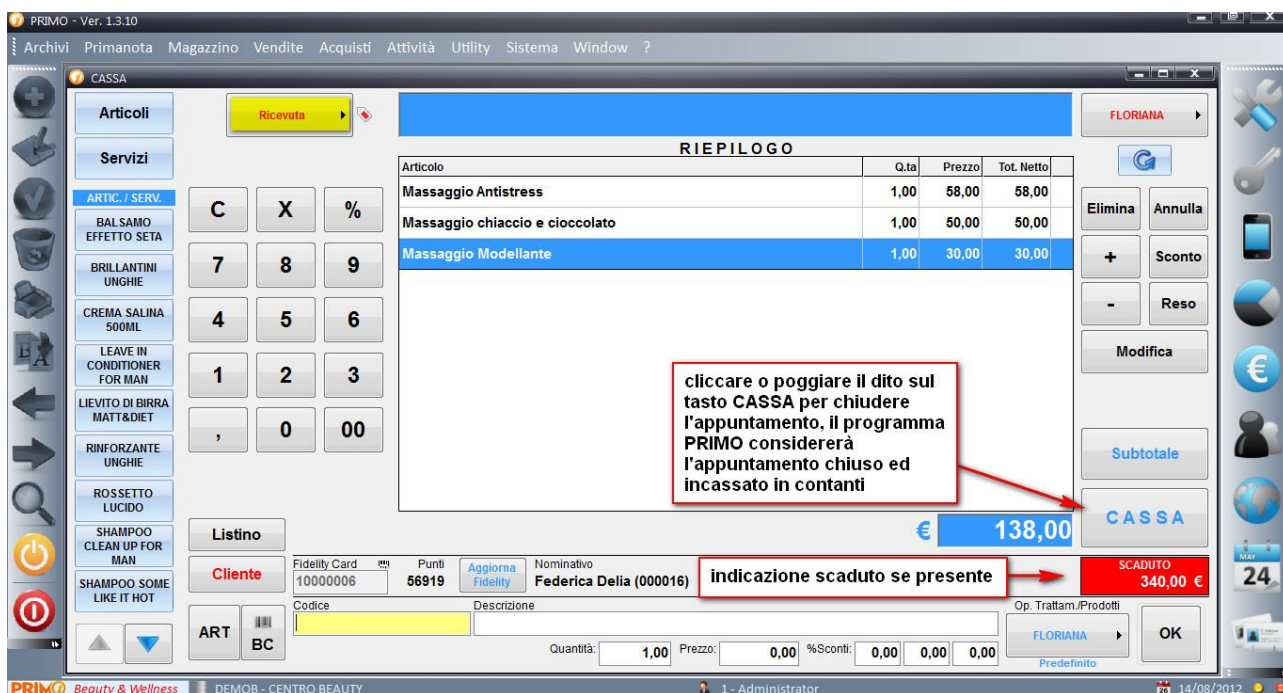 PRIMO - Ver. 1.3.10
Archivi Primanota Magazzino Vendite Acquisti Attività Utility Sistema Window ?
CASSA
Articoli
Servizi
ARTIC. / SERV.
BALSAMO
EFFETTO SETA
BRILLANTINI
UNGHIE
CREMA SALINA
500ML
LEAVE IN
CONDITIONER
FOR MAN
LIEVITO DI BIRRA
MATT&DIET
RINFORZANTE
UNGHIE
ROSSETTO
LUCIDO
SHAMPOO
CLEAN UP FOR
MAN
SHAMPOO SOME
LIKE IT HOT
Ricevuta
C X %
7 8 9
4 5 6
1 2 3
, 0 00
Listino
Cliente
RIEPILOGO
Articolo Q.ta Prezzo Tot. Netto
Massaggio Antistress 1,00 58,00 58,00
Massaggio chiaccio e cioccolato 1,00 50,00 50,00
Massaggio Modellante 1,00 30,00 30,00
cliccare o poggiare il dito sul
tasto CASSA per chiudere
l'appuntamento, il programma
PRIMO considererà
l'appuntamento chiuso ed
incassato in contanti
€ 138,00
FLORIANA
Elimina Annulla
+ Sconto
- Reso
Modifica
Subtotale
CASSA
Fidelity Card Punti Aggiorna Fidelity Nominativo
10000006 56919 Federica Delia (000016)
indicazione scaduto se presente
SCADUTO
340,00 €
ART BC
Codice Descrizione Op. Trattam./Prodotti
FLORIANA
Predefinito
OK
Quantità: 1,00 Prezzo: 0,00 %Sconti: 0,00 0,00 0,00
MAY
24
PRIMO Beauty & Wellness DEMOB - CENTRO BEAUTY 1 - Administrator 14/08/2012